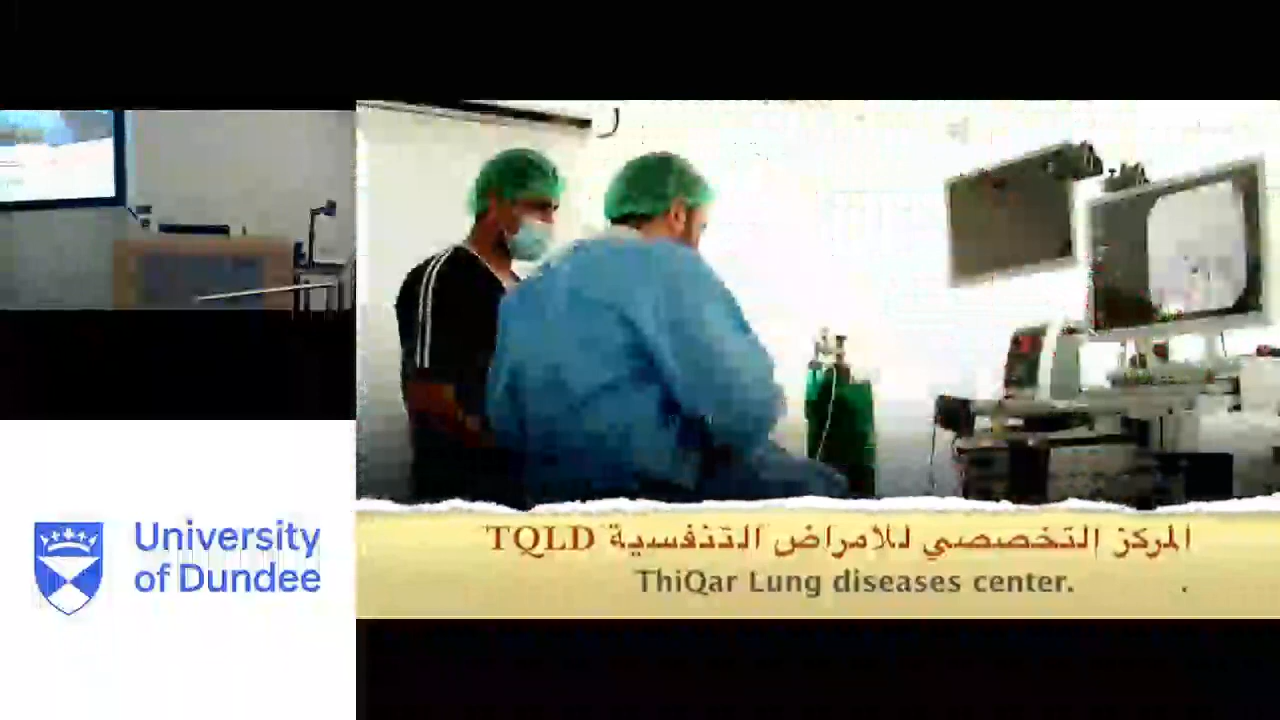 University
of Dundee
المركز التخصصي للامراض التنفسية TQLD
ThiQar Lung diseases center.